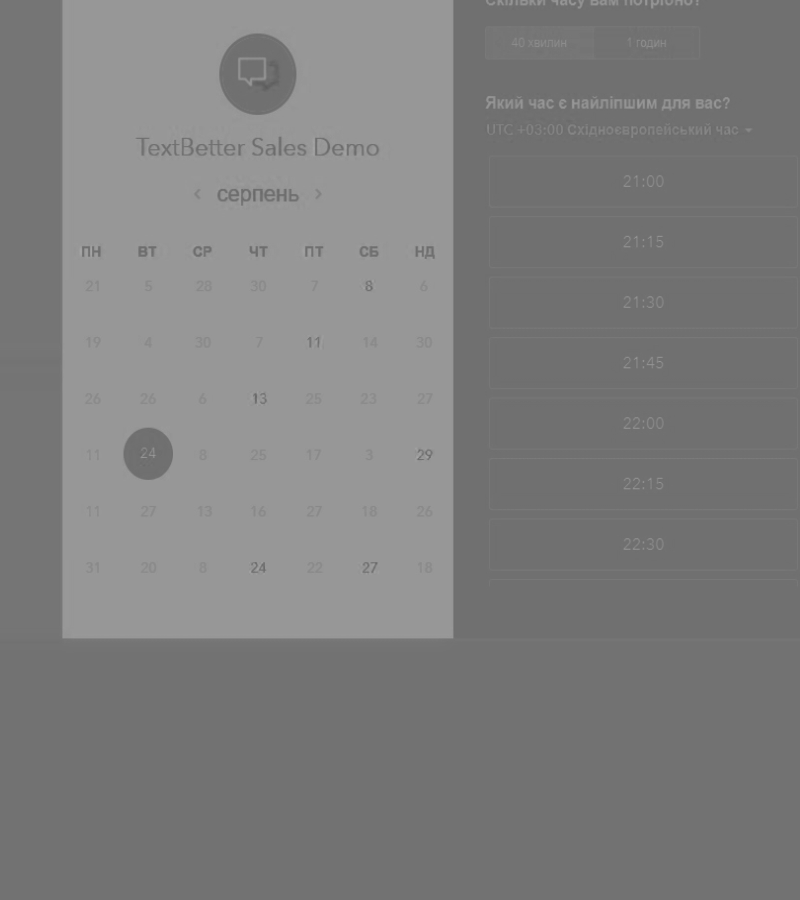 TextBetter Sales Demo
‹ серпень ›
ПН ВТ СР ЧТ ПТ СБ НД
21 5 28 30 7 8 6
19 4 30 7 11 14 30
26 26 6 13 25 23 27
11 24 8 25 17 3 29
11 27 13 16 27 18 26
31 20 8 24 22 27 18
Скільки часу вам потрібно?
40 хвилин 1 годин
Який час є найліпшим для вас?
UTC +03:00 Східноєвропейський час
21:00
21:15
21:30
21:45
22:00
22:15
22:30